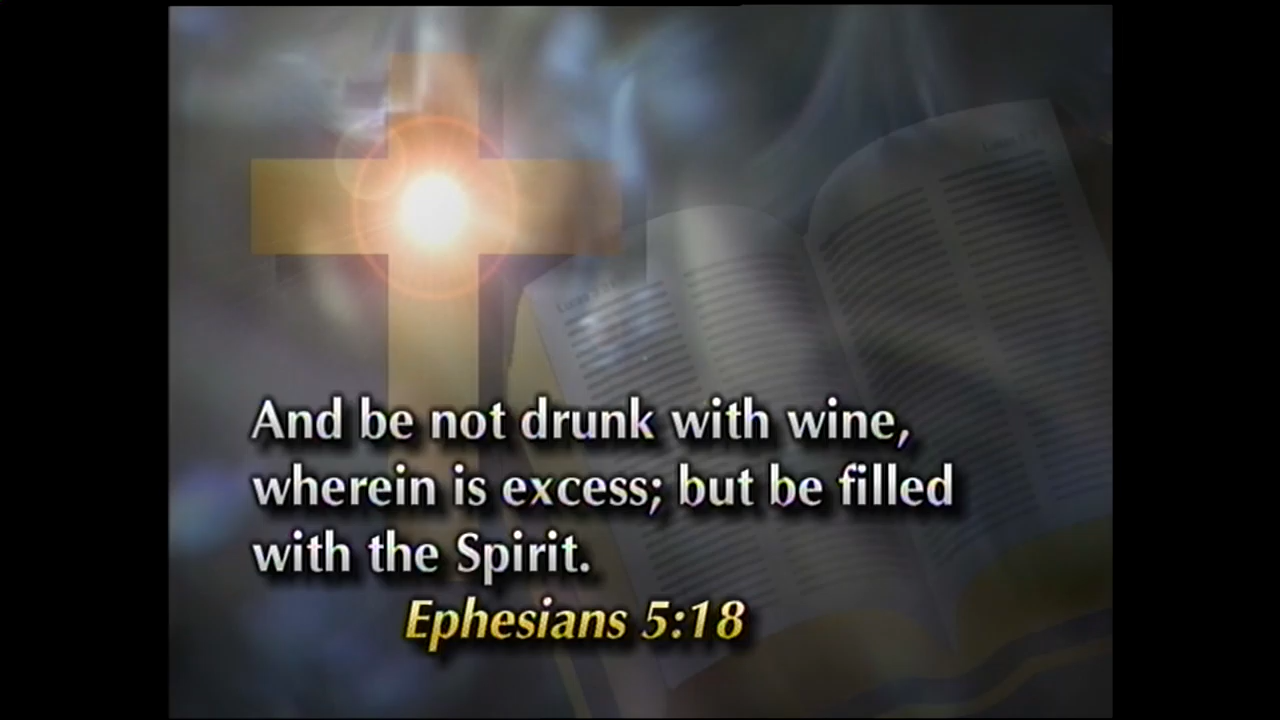 And be not drunk with wine,
wherein is excess; but be filled
with the Spirit.
Ephesians 5:18